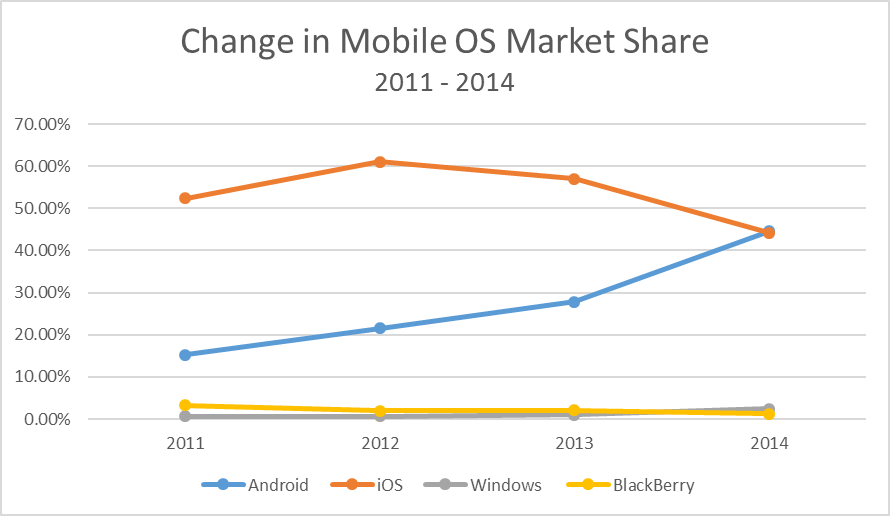 Change in Mobile OS Market Share
2011 - 2014
70.00%
60.00%
50.00%
40.00%
30.00%
20.00%
10.00%
0.00%
2011 2012 2013 2014
Android iOS Windows BlackBerry